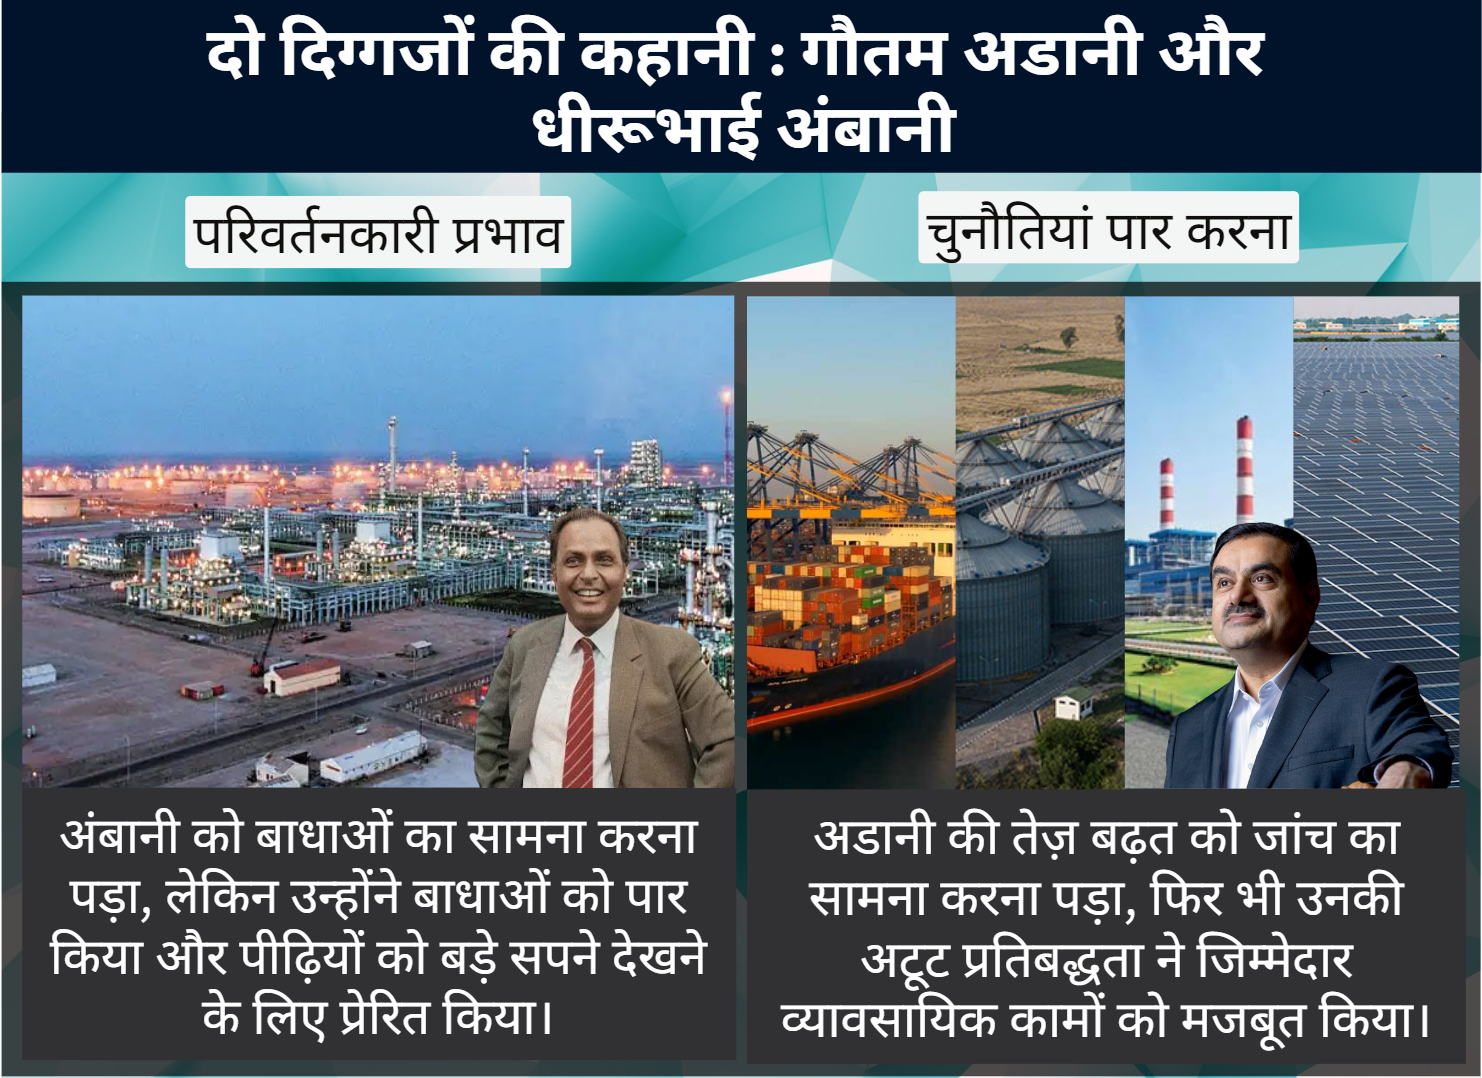 दो दिग्गजों की कहानी : गौतम अडानी और
धीरूभाई अंबानी
परिवर्तनकारी प्रभाव
चुनौतियां पार करना
अंबानी को बाधाओं का सामना करना
पड़ा, लेकिन उन्होंने बाधाओं को पार
किया और पीढ़ियों को बड़े सपने देखने
के लिए प्रेरित किया।
अडानी की तेज़ बढ़त को जांच का
सामना करना पड़ा, फिर भी उनकी
अटूट प्रतिबद्धता ने जिम्मेदार
व्यावसायिक कामों को मजबूत किया।